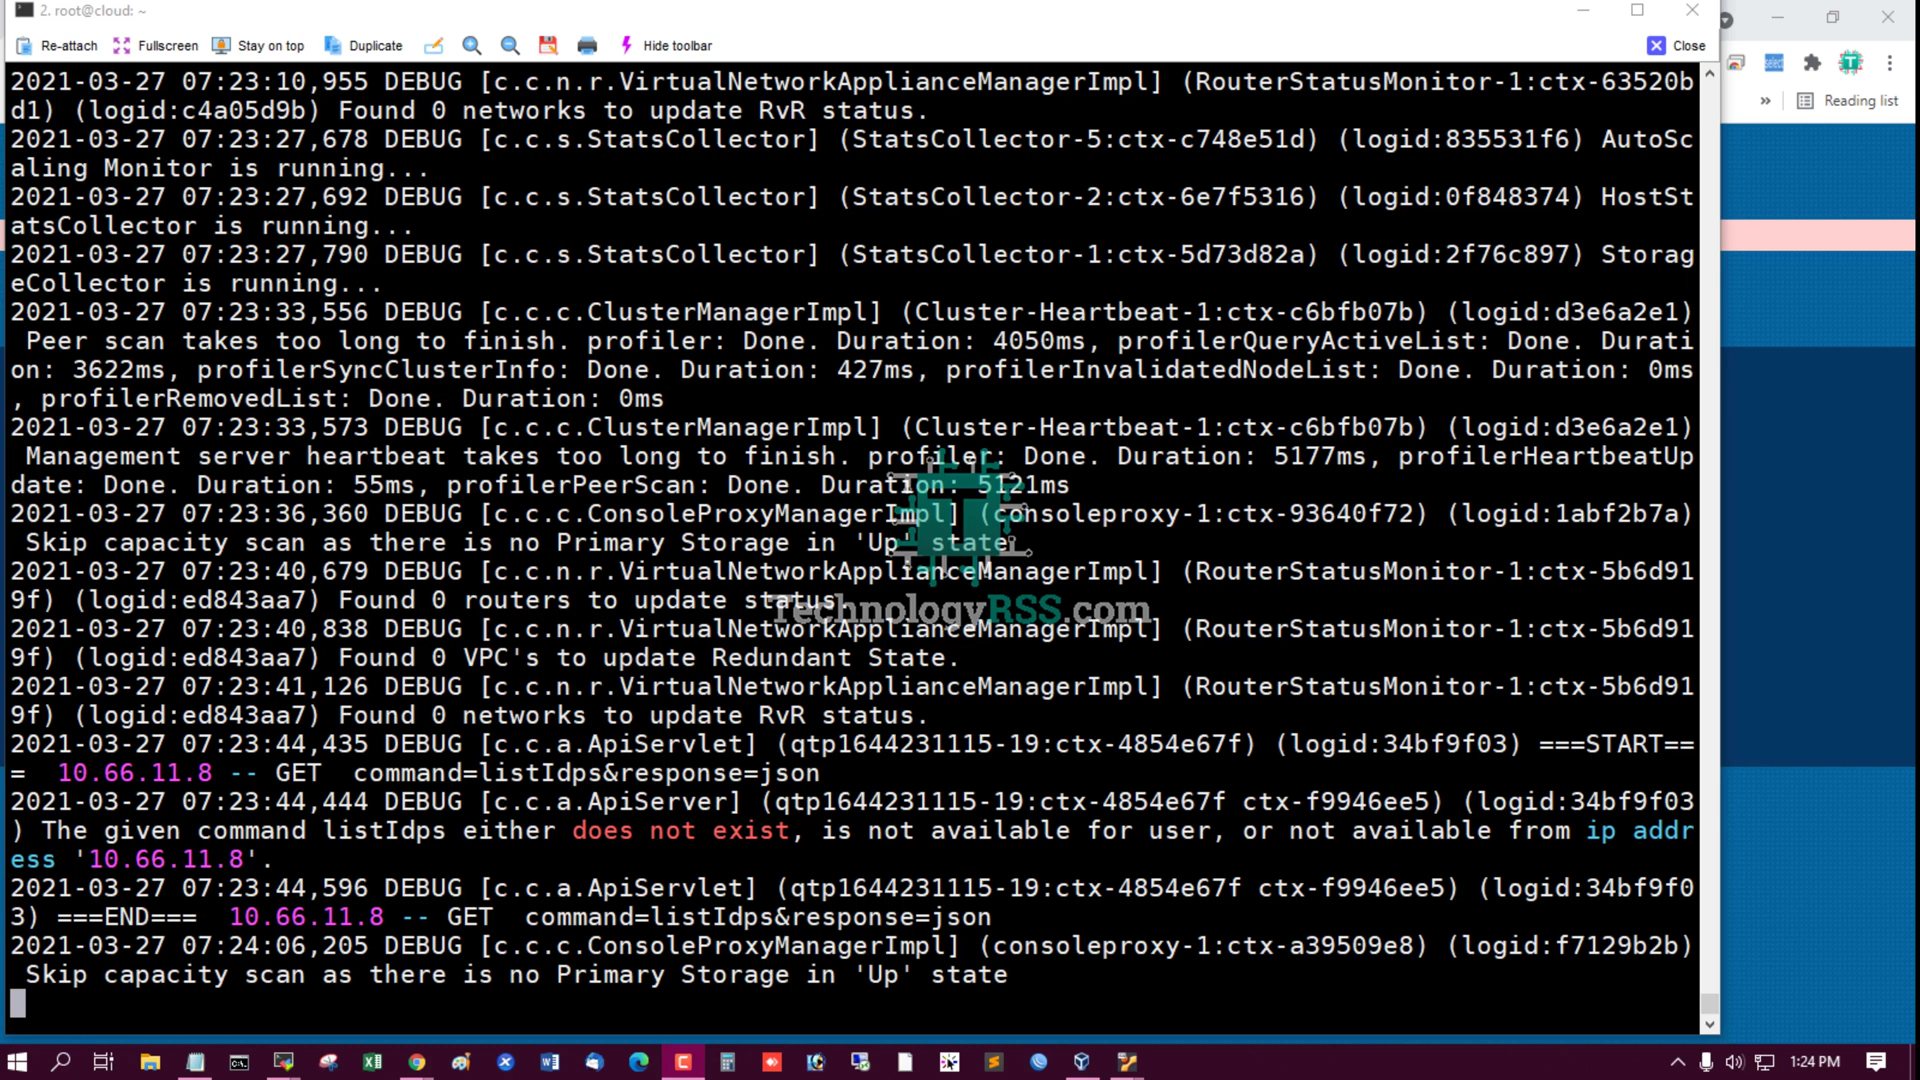 2. root@cloud: ~
Re-attach Fullscreen Stay on top Duplicate Hide toolbar Close
Reading list
2021-03-27 07:23:10,955 DEBUG [c.c.n.r.VirtualNetworkApplianceManagerImpl] (RouterStatusMonitor-1:ctx-63520b
d1) (logid:c4a05d9b) Found 0 networks to update RvR status.
2021-03-27 07:23:27,678 DEBUG [c.c.s.StatsCollector] (StatsCollector-5:ctx-c748e51d) (logid:835531f6) AutoSc
aling Monitor is running...
2021-03-27 07:23:27,692 DEBUG [c.c.s.StatsCollector] (StatsCollector-2:ctx-6e7f5316) (logid:0f848374) HostSt
atsCollector is running...
2021-03-27 07:23:27,790 DEBUG [c.c.s.StatsCollector] (StatsCollector-1:ctx-5d73d82a) (logid:2f76c897) Storag
eCollector is running...
2021-03-27 07:23:33,556 DEBUG [c.c.c.ClusterManagerImpl] (Cluster-Heartbeat-1:ctx-c6bfb07b) (logid:d3e6a2e1)
Peer scan takes too long to finish. profiler: Done. Duration: 4050ms, profilerQueryActiveList: Done. Durati
on: 3622ms, profilerSyncClusterInfo: Done. Duration: 427ms, profilerInvalidatedNodeList: Done. Duration: 0ms
, profilerRemovedList: Done. Duration: 0ms
2021-03-27 07:23:33,573 DEBUG [c.c.c.ClusterManagerImpl] (Cluster-Heartbeat-1:ctx-c6bfb07b) (logid:d3e6a2e1)
Management server heartbeat takes too long to finish. profiler: Done. Duration: 5177ms, profilerHeartbeatUp
date: Done. Duration: 55ms, profilerPeerScan: Done. Duration: 5121ms
2021-03-27 07:23:36,360 DEBUG [c.c.c.ConsoleProxyManagerImpl] (consoleproxy-1:ctx-93640f72) (logid:1abf2b7a)
Skip capacity scan as there is no Primary Storage in 'Up' state
2021-03-27 07:23:40,679 DEBUG [c.c.n.r.VirtualNetworkApplianceManagerImpl] (RouterStatusMonitor-1:ctx-5b6d91
9f) (logid:ed843aa7) Found 0 routers to update status.
TechnologyRSS.com
2021-03-27 07:23:40,838 DEBUG [c.c.n.r.VirtualNetworkApplianceManagerImpl] (RouterStatusMonitor-1:ctx-5b6d91
9f) (logid:ed843aa7) Found 0 VPC's to update Redundant State.
2021-03-27 07:23:41,126 DEBUG [c.c.n.r.VirtualNetworkApplianceManagerImpl] (RouterStatusMonitor-1:ctx-5b6d91
9f) (logid:ed843aa7) Found 0 networks to update RvR status.
2021-03-27 07:23:44,435 DEBUG [c.c.a.ApiServlet] (qtp1644231115-19:ctx-4854e67f) (logid:34bf9f03) ===START==
=  10.66.11.8 -- GET  command=listIdps&response=json
2021-03-27 07:23:44,444 DEBUG [c.c.a.ApiServer] (qtp1644231115-19:ctx-4854e67f ctx-f9946ee5) (logid:34bf9f03
) The given command listIdps either does not exist, is not available for user, or not available from ip addr
ess '10.66.11.8'.
2021-03-27 07:23:44,596 DEBUG [c.c.a.ApiServlet] (qtp1644231115-19:ctx-4854e67f ctx-f9946ee5) (logid:34bf9f0
3) ===END===  10.66.11.8 -- GET  command=listIdps&response=json
2021-03-27 07:24:06,205 DEBUG [c.c.c.ConsoleProxyManagerImpl] (consoleproxy-1:ctx-a39509e8) (logid:f7129b2b)
Skip capacity scan as there is no Primary Storage in 'Up' state
1:24 PM